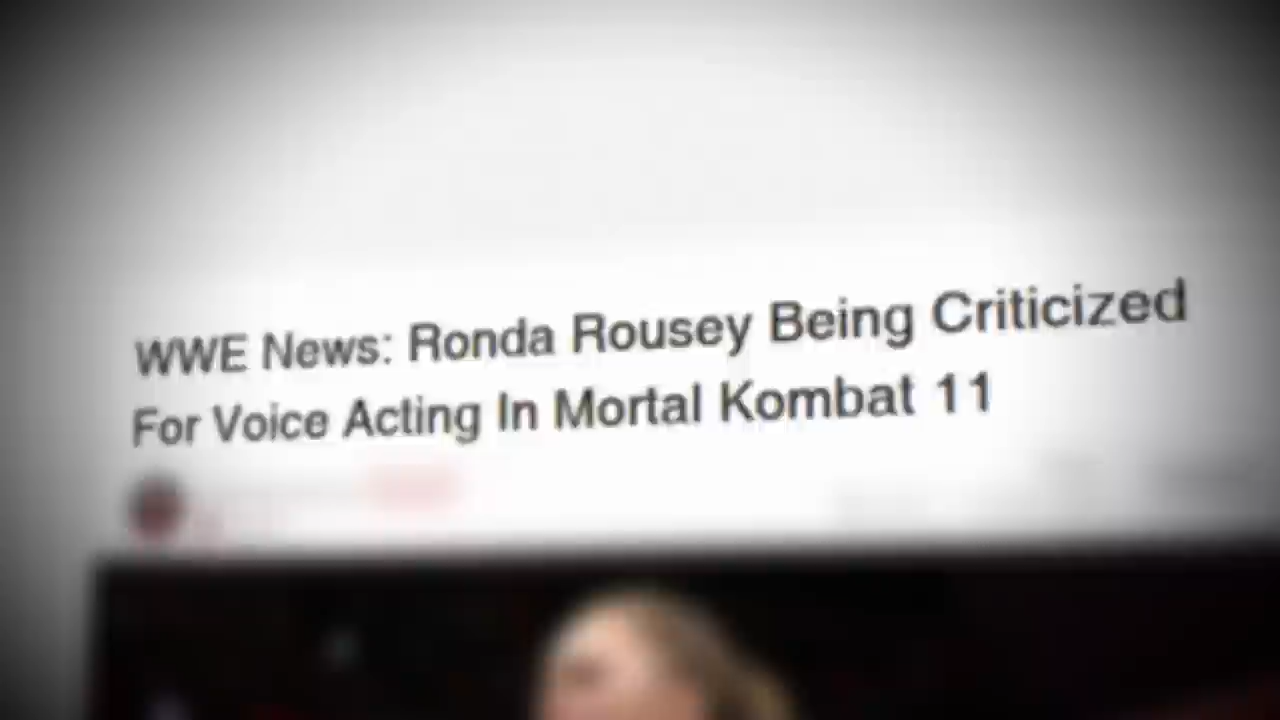 WWE News: Ronda Rousey Being Criticized
For Voice Acting In Mortal Kombat 11